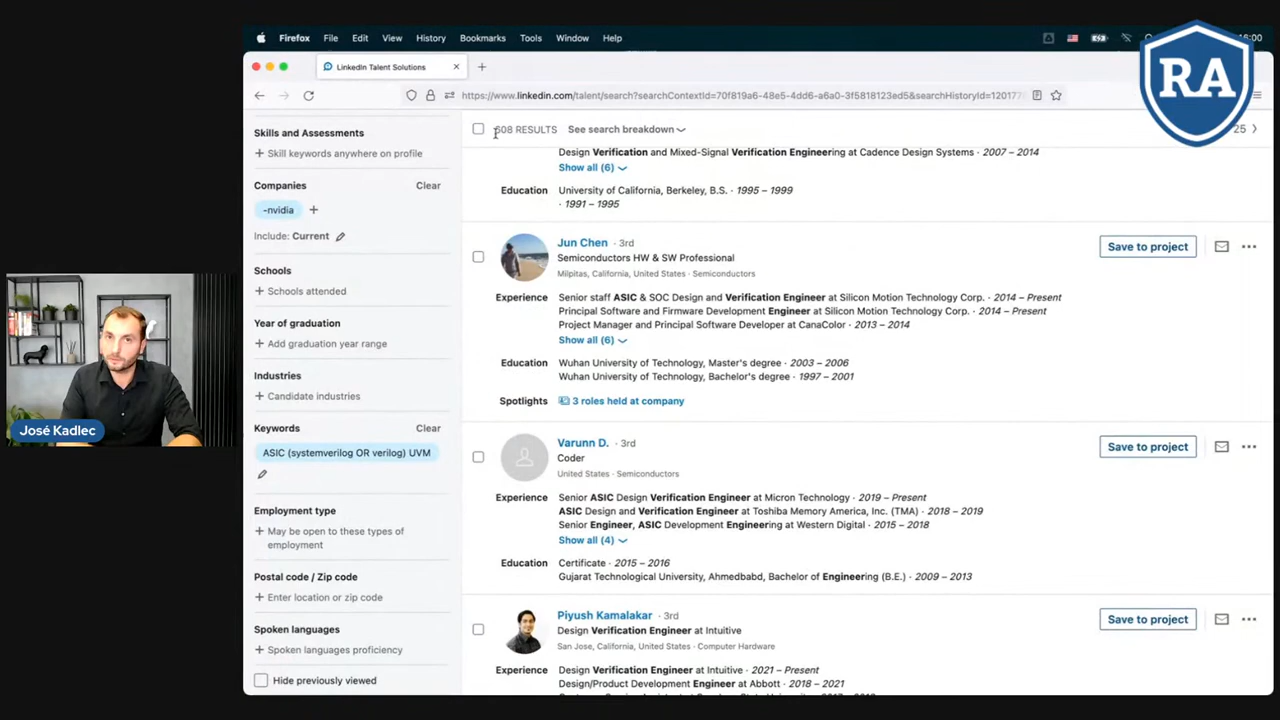 Firefox File Edit View History Bookmarks Tools Window Help
:00
RA
LinkedIn Talent Solutions
https://www.linkedin.com/talent/search?searchContextId=70f819a6-48e5-4dd6-a6a0-3f5818123ed5&searchHistoryId=12017
Skills and Assessments
+ Skill keywords anywhere on profile
Companies Clear
-nvidia +
Include: Current
Schools
+ Schools attended
Year of graduation
+ Add graduation year range
Industries
+ Candidate industries
Keywords Clear
ASIC (systemverilog OR verilog) UVM
Employment type
+ May be open to these types of
employment
Postal code / Zip code
+ Enter location or zip code
Spoken languages
+ Spoken languages proficiency
Hide previously viewed
608 RESULTS See search breakdown
25
Design Verification and Mixed-Signal Verification Engineering at Cadence Design Systems · 2007 – 2014
Show all (6)
Education University of California, Berkeley, B.S. · 1995 – 1999
· 1991 – 1995
Jun Chen · 3rd
Save to project
Semiconductors HW & SW Professional
Milpitas, California, United States · Semiconductors
Experience Senior staff ASIC & SOC Design and Verification Engineer at Silicon Motion Technology Corp. · 2014 – Present
Principal Software and Firmware Development Engineer at Silicon Motion Technology Corp. · 2014 – Present
Project Manager and Principal Software Developer at CanaColor · 2013 – 2014
Show all (6)
Education Wuhan University of Technology, Master's degree · 2003 – 2006
Wuhan University of Technology, Bachelor's degree · 1997 – 2001
Spotlights 3 roles held at company
Varunn D. · 3rd
Save to project
Coder
United States · Semiconductors
Experience Senior ASIC Design Verification Engineer at Micron Technology · 2019 – Present
ASIC Design and Verification Engineer at Toshiba Memory America, Inc. (TMA) · 2018 – 2019
Senior Engineer, ASIC Development Engineering at Western Digital · 2015 – 2018
Show all (4)
Education Certificate · 2015 – 2016
Gujarat Technological University, Ahmedbabd, Bachelor of Engineering (B.E.) · 2009 – 2013
Piyush Kamalakar · 3rd
Save to project
Design Verification Engineer at Intuitive
San Jose, California, United States · Computer Hardware
Experience Design Verification Engineer at Intuitive · 2021 – Present
Design/Product Development Engineer at Abbott · 2018 – 2021
José Kadlec